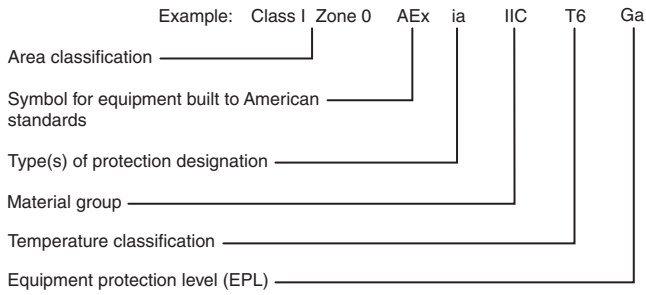 Example: Class I Zone 0 AEx ia IIC T6 Ga
Area classification
Symbol for equipment built to American
standards
Type(s) of protection designation
Material group
Temperature classification
Equipment protection level (EPL)